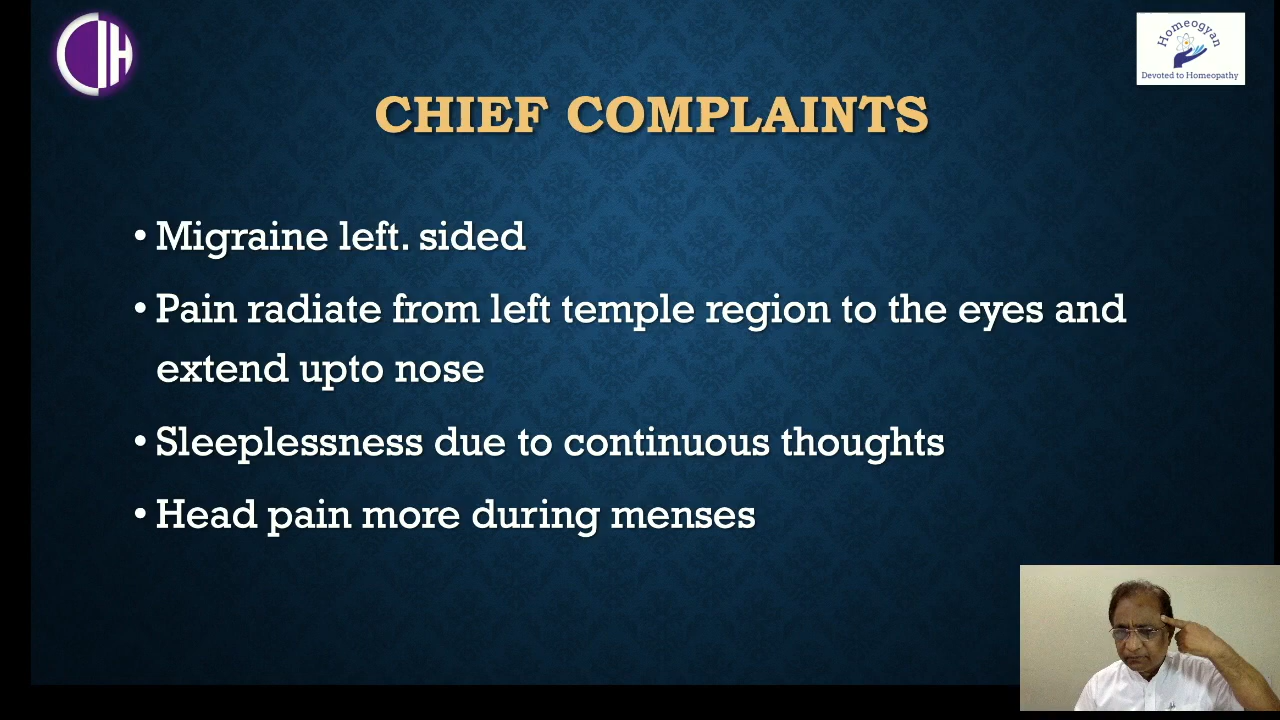 Homeogyan
Devoted to Homeopathy
CHIEF COMPLAINTS
• Migraine left. sided
• Pain radiate from left temple region to the eyes and
extend upto nose
• Sleeplessness due to continuous thoughts
• Head pain more during menses